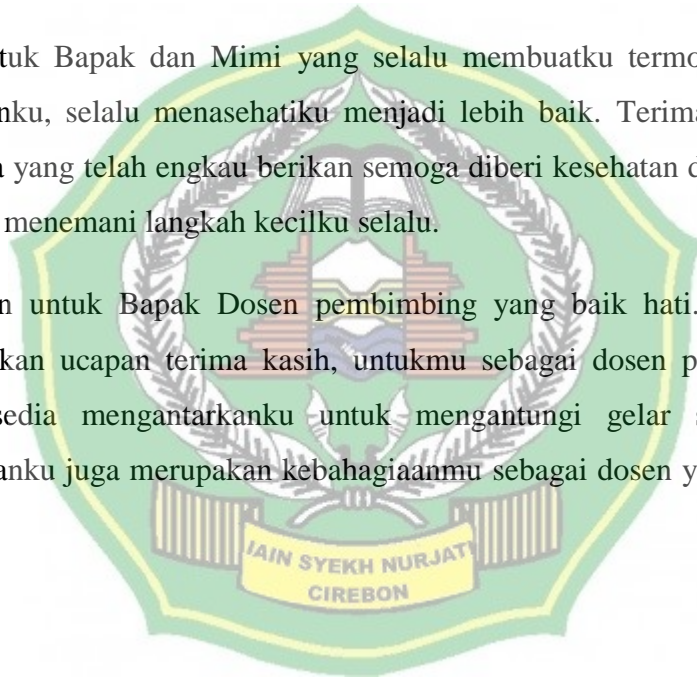 tuk Bapak dan Mimi yang selalu membuatku termo
nku, selalu menasehatiku menjadi lebih baik. Terima
a yang telah engkau berikan semoga diberi kesehatan d
menemani langkah kecilku selalu.
n untuk Bapak Dosen pembimbing yang baik hati.
kan ucapan terima kasih, untukmu sebagai dosen p
sedia mengantarkanku untuk mengantungi gelar s
anku juga merupakan kebahagiaanmu sebagai dosen y
IAIN SYEKH NURJATI
CIREBON